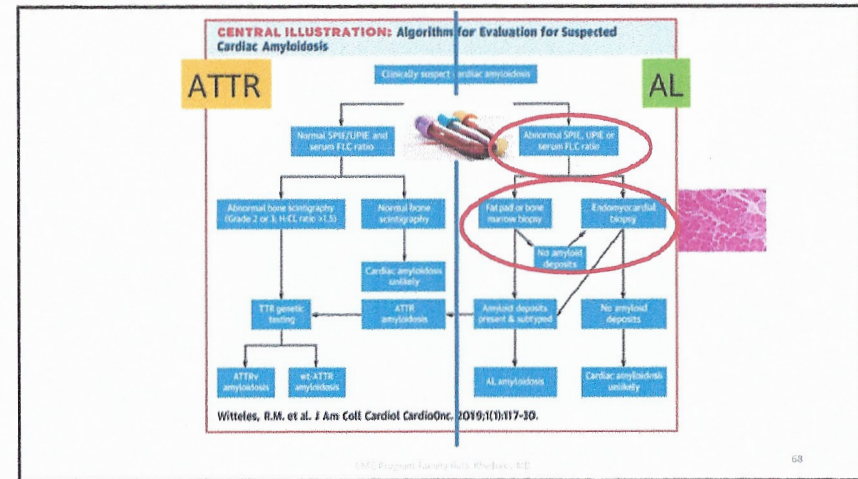 CENTRAL ILLUSTRATION: Algorithm for Evaluation for Suspected
Cardiac Amyloidosis
ATTR
AL
Clinically suspect cardiac amyloidosis
Normal SPIE/UPIE and
serum FLC ratio
Abnormal SPIE, UPIE or
serum FLC ratio
Abnormal bone scintigraphy
(Grade 2 or 3, H:CL ratio >1.5)
Normal bone
scintigraphy
Fat pad or bone
marrow biopsy
Endomyocardial
biopsy
No amyloid
deposits
Cardiac amyloidosis
unlikely
TTR genetic
testing
ATTR
amyloidosis
Amyloid deposits
present & subtyped
No amyloid
deposits
ATTRv
amyloidosis
wt-ATTR
amyloidosis
AL amyloidosis
Cardiac amyloidosis
unlikely
Witteles, R.M. et al. J Am Coll Cardiol CardioOnc. 2019;1(1):117-30.
68